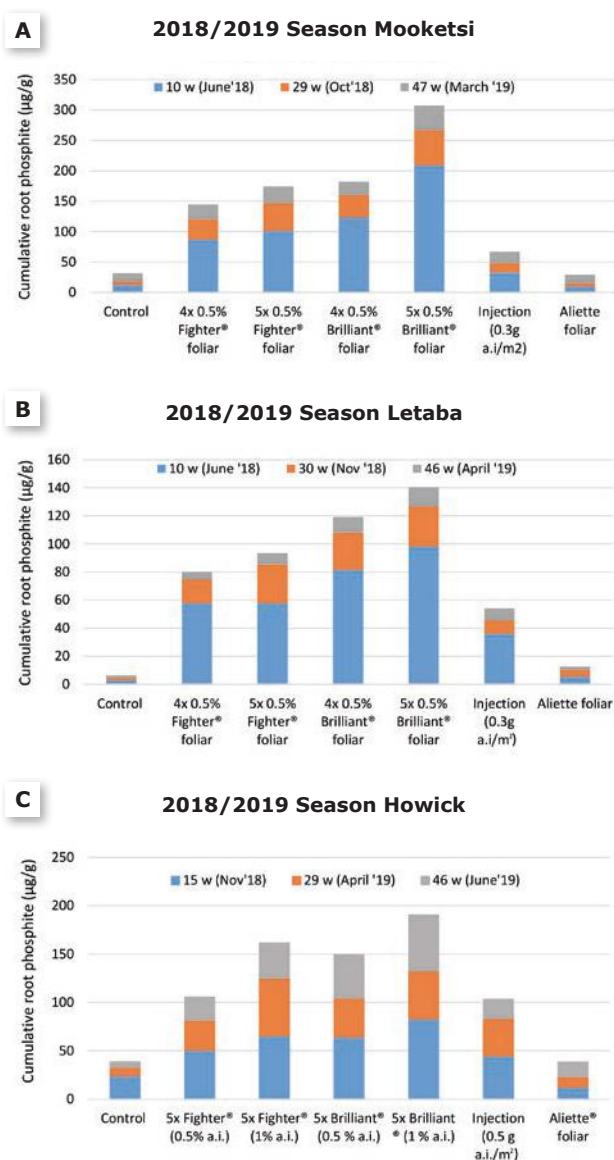 A
2018/2019 Season Mooketsi
Cumulative root phosphite (µg/g)
350
300
250
200
150
100
50
0
10 w (June'18) 29 w (Oct'18) 47 w (March '19)
Control
4x 0.5% Fighter® foliar
5x 0.5% Fighter® foliar
4x 0.5% Brilliant® foliar
5x 0.5% Brilliant® foliar
Injection (0.3g a.i/m2)
Aliette foliar
B
2018/2019 Season Letaba
Cumulative root phosphite (µg/g)
160
140
120
100
80
60
40
20
0
10 w (June '18) 30 w (Nov '18) 46 w (April '19)
Control
4x 0.5% Fighter® foliar
5x 0.5% Fighter® foliar
4x 0.5% Brilliant® foliar
5x 0.5% Brilliant® foliar
Injection (0.3g a.i/m²)
Aliette foliar
C
2018/2019 Season Howick
Cumulative root phosphite (µg/g)
250
200
150
100
50
0
15 w (Nov'18) 29 w (April '19) 46 w (June'19)
Control
5x Fighter® (0.5% a.i.)
5x Fighter® (1% a.i.)
5x Brilliant® (0.5 % a.i.)
5x Brilliant ® (1 % a.i.)
Injection (0.5 g a.i./m²)
Aliette® foliar